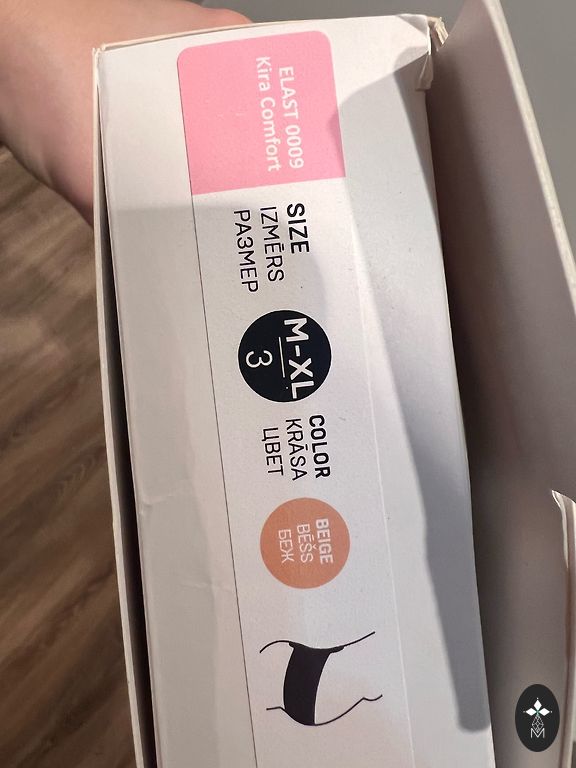 ELAST 0009
Kira Comfort
SIZE
IZMĒRS
РАЗМЕР
M-XL
3
COLOR
KRĀSA
ЦВЕТ
BEIGE
BĒŠS
БЕЖ
M